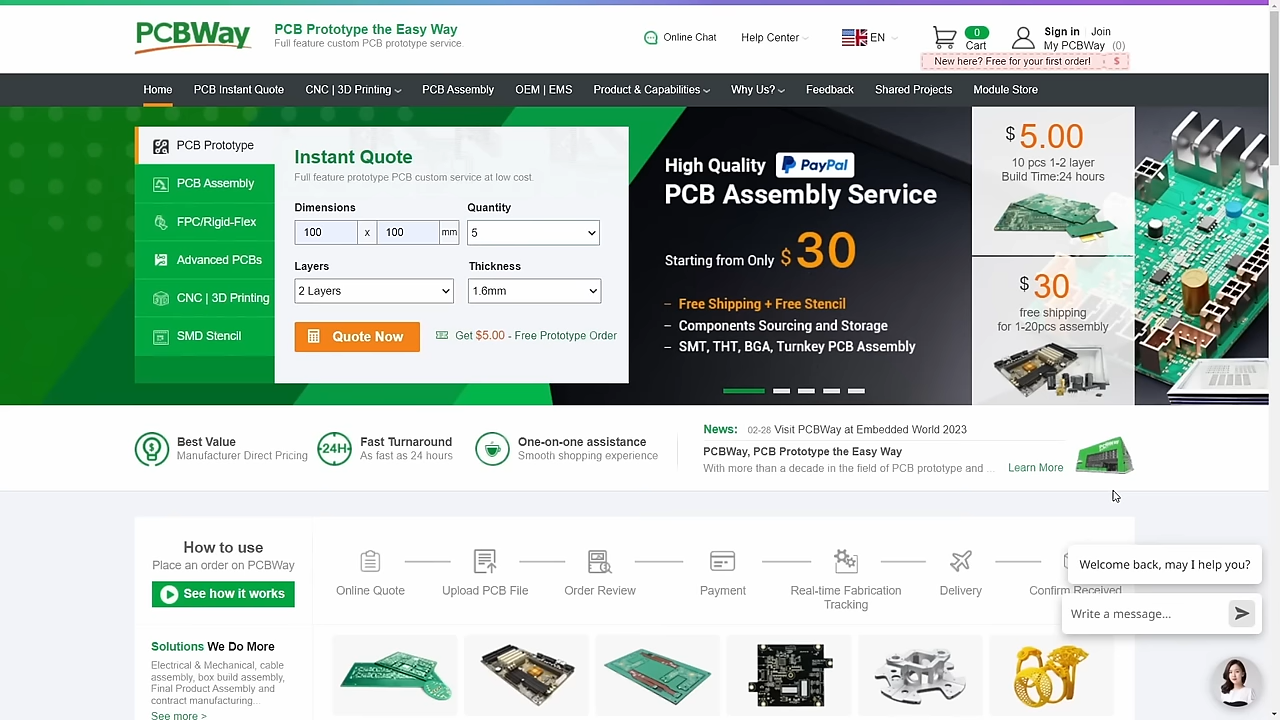 PCBWay
PCB Prototype the Easy Way
Full feature custom PCB prototype service
Online Chat
Help Center
EN
0
Cart
Sign in Join
My PCBWay (0)
New here? Free for your first order! $
Home
PCB Instant Quote
CNC | 3D Printing
PCB Assembly
OEM | EMS
Product & Capabilities
Why Us?
Feedback
Shared Projects
Module Store
PCB Prototype
PCB Assembly
FPC/Rigid-Flex
Advanced PCBs
CNC | 3D Printing
SMD Stencil
Instant Quote
Full feature prototype PCB custom service at low cost.
Dimensions
Quantity
100 x 100 mm
5
Layers
Thickness
2 Layers
1.6mm
Quote Now
Get $5.00 - Free Prototype Order
High Quality PayPal
PCB Assembly Service
Starting from Only $30
– Free Shipping + Free Stencil
– Components Sourcing and Storage
– SMT, THT, BGA, Turnkey PCB Assembly
$5.00
10 pcs 1-2 layer
Build Time:24 hours
$30
free shipping
for 1-20pcs assembly
Best Value
Manufacturer Direct Pricing
24H
Fast Turnaround
As fast as 24 hours
One-on-one assistance
Smooth shopping experience
News: 02-28 Visit PCBWay at Embedded World 2023
PCBWay, PCB Prototype the Easy Way
With more than a decade in the field of PCB prototype and ... Learn More
How to use
Place an order on PCBWay
See how it works
Online Quote
Upload PCB File
Order Review
Payment
Real-time Fabrication
Tracking
Delivery
Confirm Received
Welcome back, may I help you?
Write a message...
Solutions We Do More
Electrical & Mechanical, cable
assembly, box build assembly,
Final Product Assembly and
contract manufacturing...
See more >